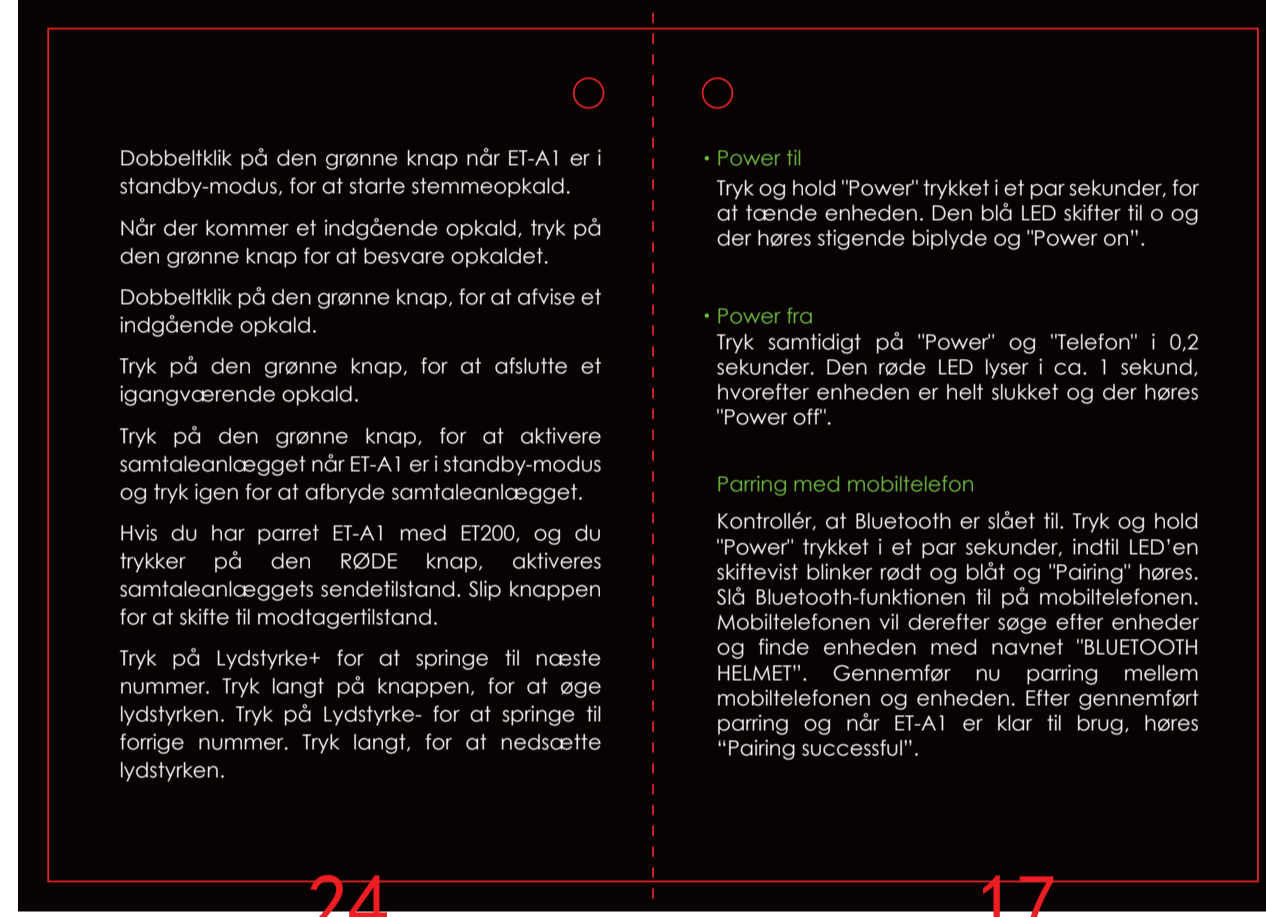 Dobbeltklik på den grønne knap når ET-A1 er i
standby-modus, for at starte stemmeopkald.
Når der kommer et indgående opkald, tryk på
den grønne knap for at besvare opkaldet.
Dobbeltklik på den grønne knap, for at afvise et
indgående opkald.
Tryk på den grønne knap, for at afslutte et
igangværende opkald.
Tryk på den grønne knap, for at aktivere
samtaleanlægget når ET-A1 er i standby-modus
og tryk igen for at afbryde samtaleanlægget.
Hvis du har parret ET-A1 med ET200, og du
trykker på den RØDE knap, aktiveres
samtaleanlæggets sendetilstand. Slip knappen
for at skifte til modtagertilstand.
Tryk på Lydstyrke+ for at springe til næste
nummer. Tryk langt på knappen, for at øge
lydstyrken. Tryk på Lydstyrke- for at springe til
forrige nummer. Tryk langt, for at nedsætte
lydstyrken.
24
• Power til
Tryk og hold "Power" trykket i et par sekunder, for
at tænde enheden. Den blå LED skifter til o og
der høres stigende biplyde og "Power on”.
• Power fra
Tryk samtidigt på "Power" og "Telefon" i 0,2
sekunder. Den røde LED lyser i ca. 1 sekund,
hvorefter enheden er helt slukket og der høres
"Power off".
Parring med mobiltelefon
Kontrollér, at Bluetooth er slået til. Tryk og hold
"Power" trykket i et par sekunder, indtil LED’en
skiftevist blinker rødt og blåt og "Pairing" høres.
Slå Bluetooth-funktionen til på mobiltelefonen.
Mobiltelefonen vil derefter søge efter enheder
og finde enheden med navnet "BLUETOOTH
HELMET”. Gennemfør nu parring mellem
mobiltelefonen og enheden. Efter gennemført
parring og når ET-A1 er klar til brug, høres
“Pairing successful”.
17